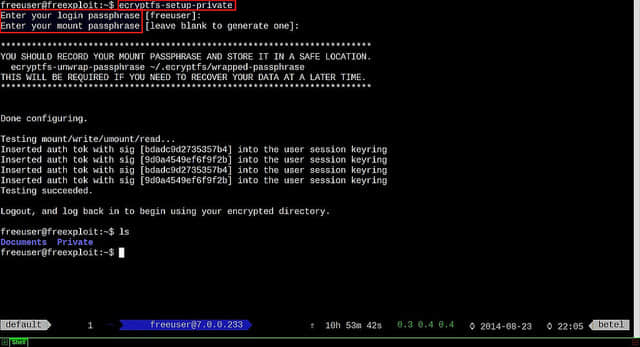 freeuser@freexploit:~$ ecryptfs-setup-private
Enter your login passphrase [freeuser]:
Enter your mount passphrase [leave blank to generate one]:
************************************************************************
YOU SHOULD RECORD YOUR MOUNT PASSPHRASE AND STORE IT IN A SAFE LOCATION.
  ecryptfs-unwrap-passphrase ~/.ecryptfs/wrapped-passphrase
THIS WILL BE REQUIRED IF YOU NEED TO RECOVER YOUR DATA AT A LATER TIME.
************************************************************************
Done configuring.
Testing mount/write/umount/read...
Inserted auth tok with sig [bdadc9d2735357b4] into the user session keyring
Inserted auth tok with sig [9d0a4549ef6f9f2b] into the user session keyring
Inserted auth tok with sig [bdadc9d2735357b4] into the user session keyring
Inserted auth tok with sig [9d0a4549ef6f9f2b] into the user session keyring
Testing succeeded.
Logout, and log back in to begin using your encrypted directory.
freeuser@freexploit:~$ ls
Documents  Private
freeuser@freexploit:~$
default 1 freeuser@7.0.0.233 ⇑ 10h 53m 42s 0.3 0.4 0.4 2014-08-23 22:05 betel
Shell